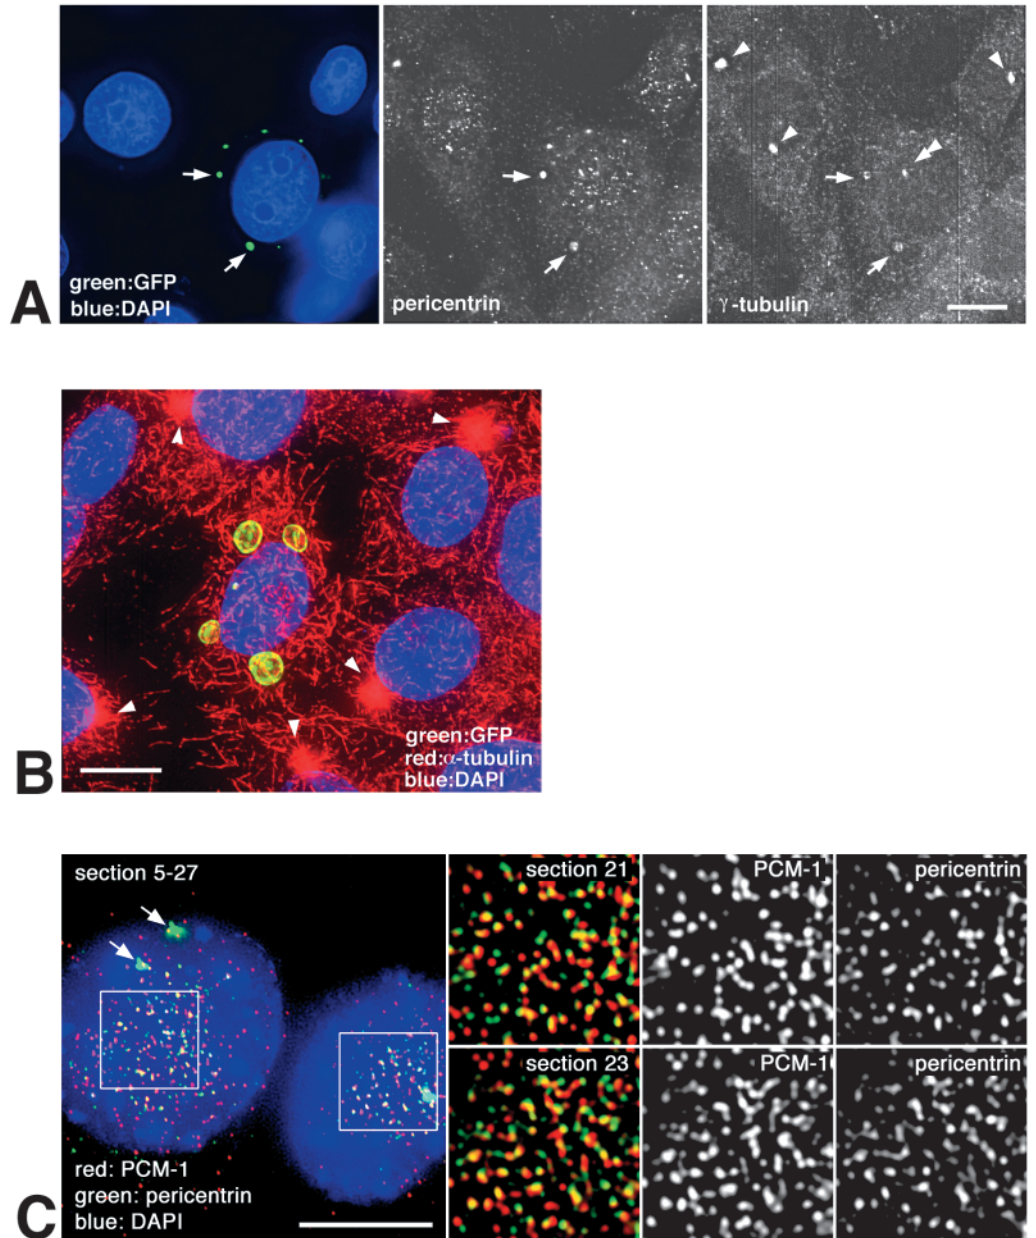 A
green:GFP
blue:DAPI
pericentrin
γ-tubulin
B
green:GFP
red:α-tubulin
blue:DAPI
C
section 5-27
red: PCM-1
green: pericentrin
blue: DAPI
section 21
PCM-1
pericentrin
section 23
PCM-1
pericentrin